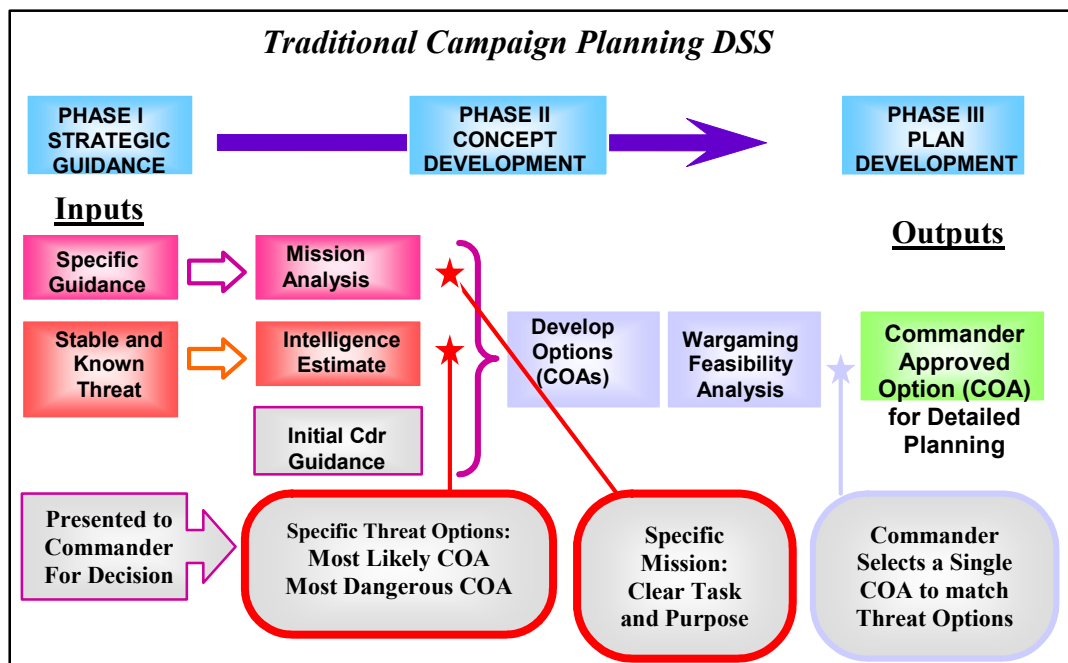 Traditional Campaign Planning DSS
PHASE I
STRATEGIC
GUIDANCE
PHASE II
CONCEPT
DEVELOPMENT
PHASE III
PLAN
DEVELOPMENT
Inputs
Outputs
Specific
Guidance
Mission
Analysis
Stable and
Known
Threat
Intelligence
Estimate
Initial Cdr
Guidance
Develop
Options
(COAs)
Wargaming
Feasibility
Analysis
Commander
Approved
Option (COA)
for Detailed
Planning
Presented to
Commander
For Decision
Specific Threat Options:
Most Likely COA
Most Dangerous COA
Specific
Mission:
Clear Task
and Purpose
Commander
Selects a Single
COA to match
Threat Options